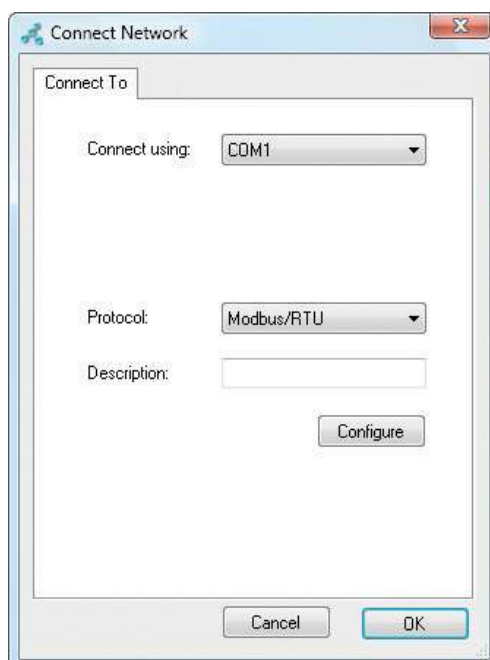 Connect Network
Connect To
Connect using: COM1
Protocol: Modbus/RTU
Description:
Configure
Cancel OK